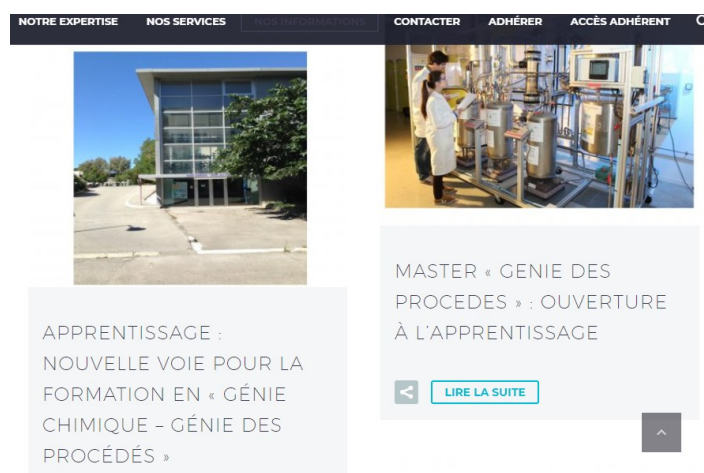 NOTRE EXPERTISE NOS SERVICES NOS INFORMATIONS CONTACTER ADHÉRER ACCÈS ADHÉRENT
APPRENTISSAGE :
NOUVELLE VOIE POUR LA
FORMATION EN « GÉNIE
CHIMIQUE – GÉNIE DES
PROCÉDÉS »
MASTER « GENIE DES
PROCEDES » : OUVERTURE
À L'APPRENTISSAGE
LIRE LA SUITE